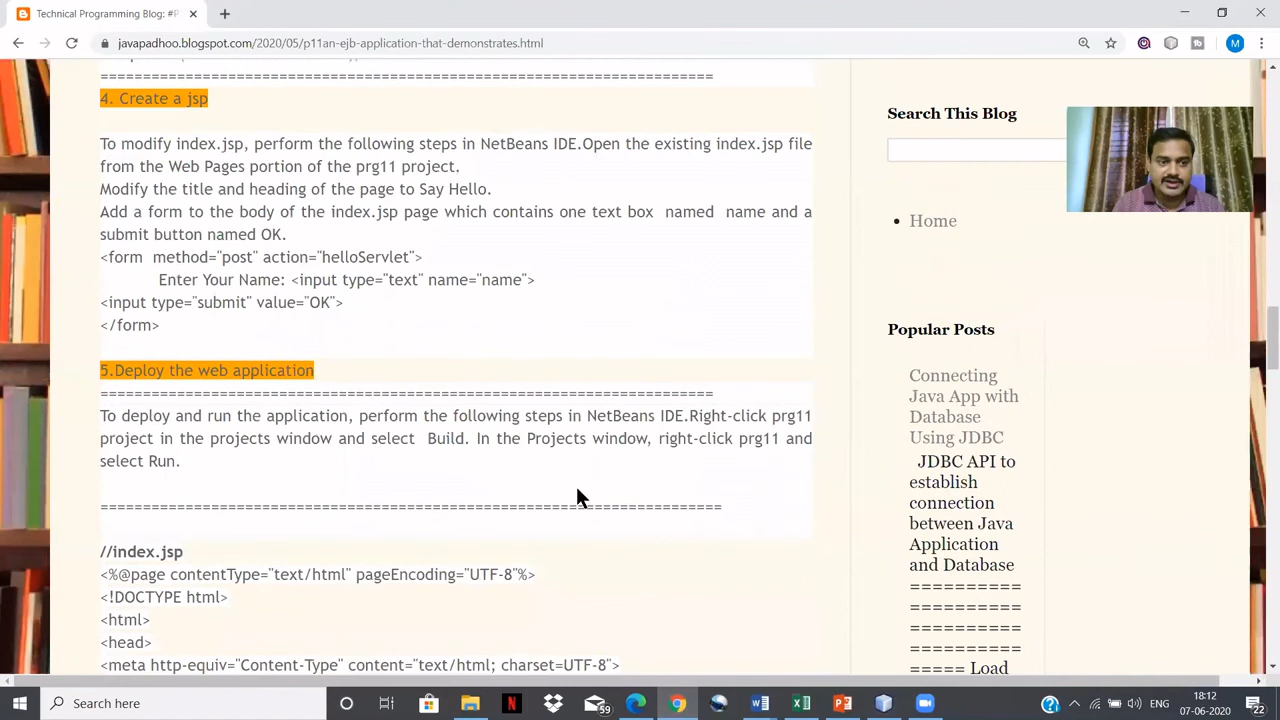 Technical Programming Blog: #P
javapadhoo.blogspot.com/2020/05/p11an-ejb-application-that-demonstrates.html
M
==========================================================================
4. Create a jsp
To modify index.jsp, perform the following steps in NetBeans IDE.Open the existing index.jsp file
from the Web Pages portion of the prg11 project.
Modify the title and heading of the page to Say Hello.
Add a form to the body of the index.jsp page which contains one text box named name and a
submit button named OK.
<form method="post" action="helloServlet">
Enter Your Name: <input type="text" name="name">
<input type="submit" value="OK">
</form>
5.Deploy the web application
==========================================================================
To deploy and run the application, perform the following steps in NetBeans IDE.Right-click prg11
project in the projects window and select Build. In the Projects window, right-click prg11 and
select Run.
===========================================================================
//index.jsp
<%@page contentType="text/html" pageEncoding="UTF-8"%>
<!DOCTYPE html>
<html>
<head>
<meta http-equiv="Content-Type" content="text/html; charset=UTF-8">
Search This Blog
Home
Popular Posts
Connecting
Java App with
Database
Using JDBC
JDBC API to
establish
connection
between Java
Application
and Database
==========
==========
==========
==========
===== Load
Type here to search
59
ENG
18:12
07-06-2020
22